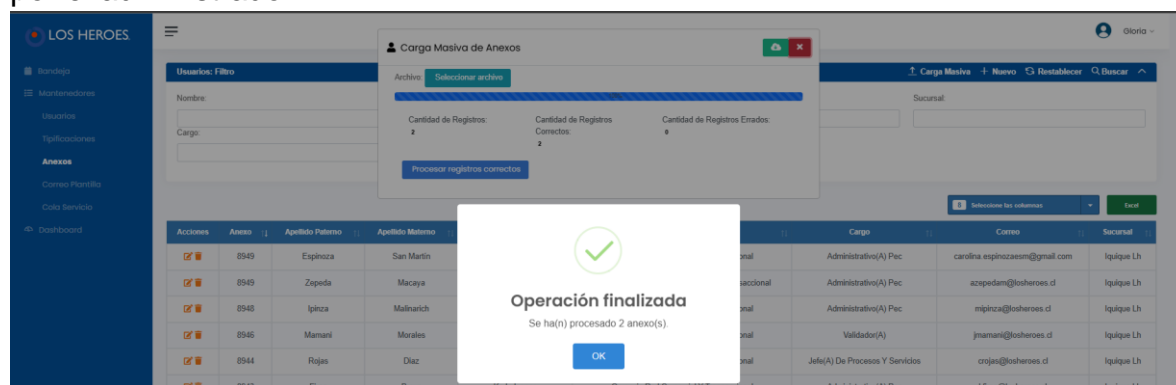 LOS HEROES.
Gloria
Carga Masiva de Anexos
Bandeja
Usuarios: Filtro
Carga Masiva Nuevo Restablecer Buscar
Archivo: Seleccionar archivo
Mantenedores
Nombre:
Sucursal:
Usuarios
Cantidad de Registros:
2
Cantidad de Registros Correctos:
2
Cantidad de Registros Errados:
0
Cargo:
Tipificaciones
Anexos
Procesar registros correctos
Correo Plantilla
Cola Servicio
8 Seleccione las columnas
Excel
Dashboard
Acciones Anexo Apellido Paterno Apellido Materno Cargo Correo Sucursal
8949 Espinoza San Martin Administrativo(A) Pec carolina.espinozaesm@gmail.com Iquique Lh
8949 Zepeda Macaya Administrativo(A) Pec azepedam@losheroes.cl Iquique Lh
8948 Ipinza Malinarich Administrativo(A) Pec mipinza@losheroes.cl Iquique Lh
8946 Mamani Morales Validador(A) jmamani@losheroes.cl Iquique Lh
8944 Rojas Diaz Jefe(A) De Procesos Y Servicios crojas@losheroes.cl Iquique Lh
Operación finalizada
Se ha(n) procesado 2 anexo(s).
OK